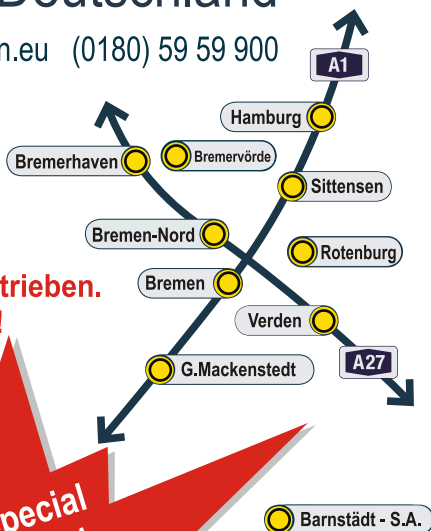 Deutschland
n.eu (0180) 59 59 900
A1
Hamburg
Bremerhaven
Bremervörde
Sittensen
Bremen-Nord
Rotenburg
trieben.
Bremen
!
Verden
G.Mackenstedt
A27
pecial
Barnstädt - S.A.